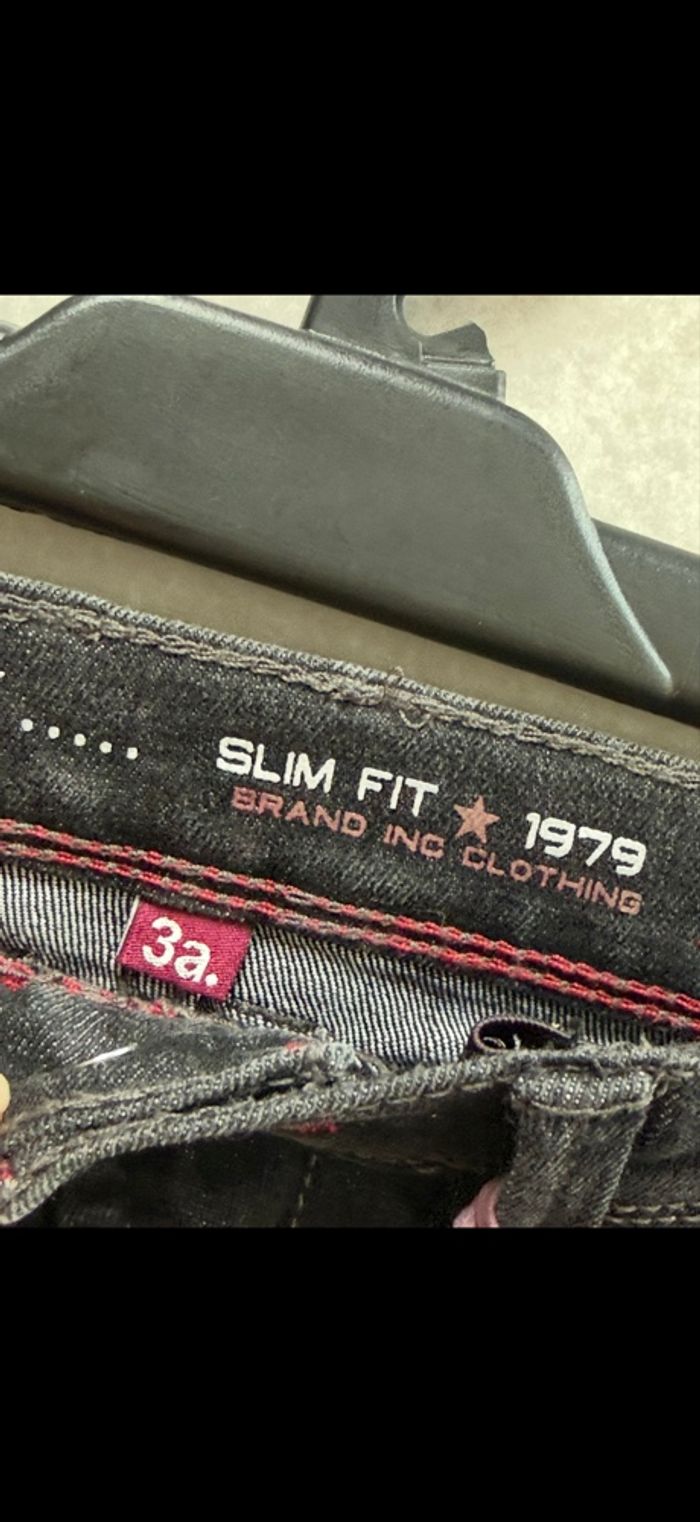 SLIM FIT ★ 1979
BRAND INC CLOTHING
3a.